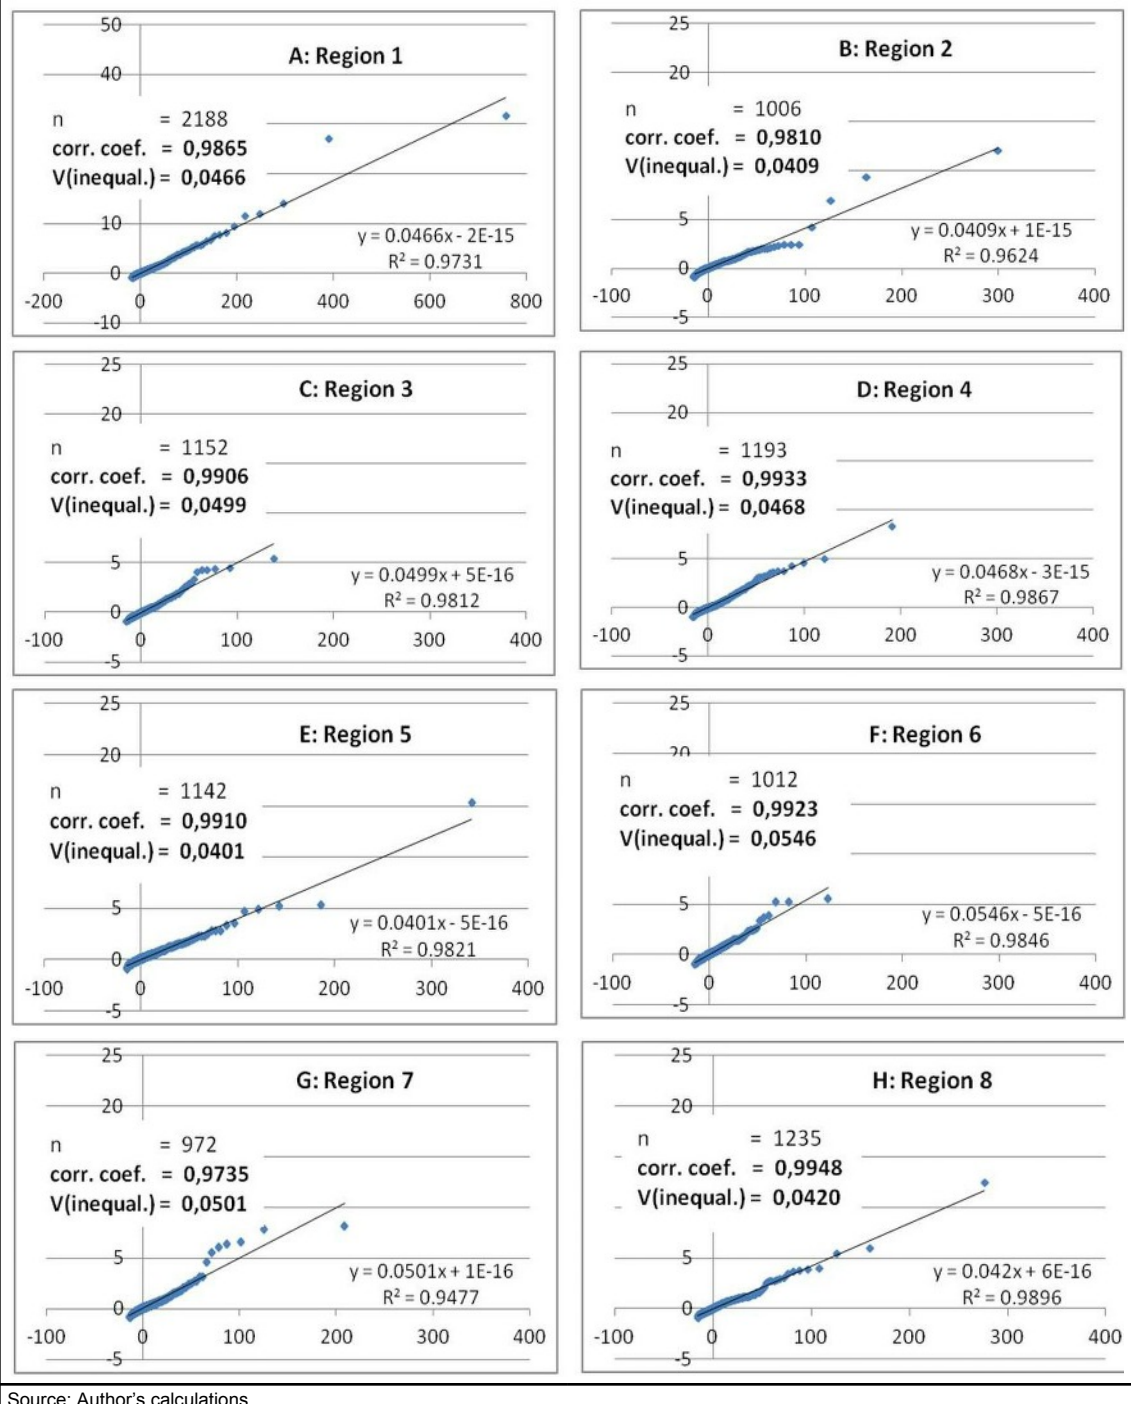 A: Region 1
n = 2188
corr. coef. = 0,9865
V(inequal.) = 0,0466
y = 0.0466x - 2E-15
R² = 0.9731
50
40
10
0
-10
-200 0 200 400 600 800
B: Region 2
n = 1006
corr. coef. = 0,9810
V(inequal.) = 0,0409
y = 0.0409x + 1E-15
R² = 0.9624
25
20
5
0
-5
-100 0 100 200 300 400
C: Region 3
n = 1152
corr. coef. = 0,9906
V(inequal.) = 0,0499
y = 0.0499x + 5E-16
R² = 0.9812
25
20
5
0
-5
-100 0 100 200 300 400
D: Region 4
n = 1193
corr. coef. = 0,9933
V(inequal.) = 0,0468
y = 0.0468x - 3E-15
R² = 0.9867
25
20
5
0
-5
-100 0 100 200 300 400
E: Region 5
n = 1142
corr. coef. = 0,9910
V(inequal.) = 0,0401
y = 0.0401x - 5E-16
R² = 0.9821
25
20
5
0
-5
-100 0 100 200 300 400
F: Region 6
n = 1012
corr. coef. = 0,9923
V(inequal.) = 0,0546
y = 0.0546x - 5E-16
R² = 0.9846
25
20
5
0
-5
-100 0 100 200 300 400
G: Region 7
n = 972
corr. coef. = 0,9735
V(inequal.) = 0,0501
y = 0.0501x + 1E-16
R² = 0.9477
25
20
5
0
-5
-100 0 100 200 300 400
H: Region 8
n = 1235
corr. coef. = 0,9948
V(inequal.) = 0,0420
y = 0.042x + 6E-16
R² = 0.9896
25
20
5
0
-5
-100 0 100 200 300 400
Source: Author's calculations